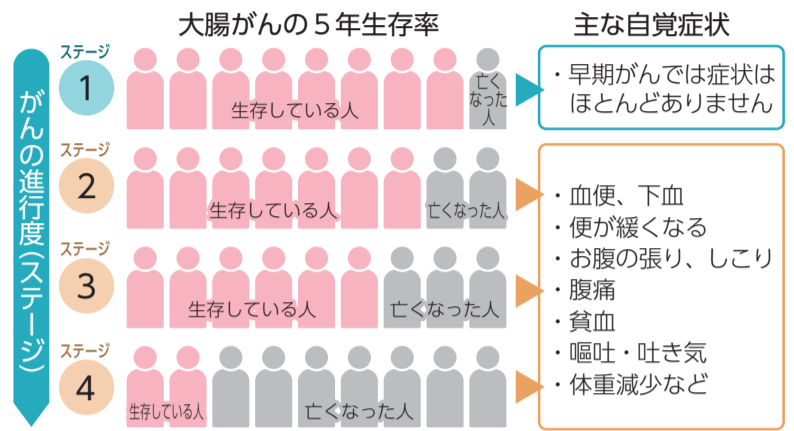 大腸がんの5年生存率
主な自覚症状
がんの進行度(ステージ)
ステージ
1
生存している人
亡く
なった
人
・早期がんでは症状は
ほとんどありません
ステージ
2
生存している人
亡くなった人
ステージ
3
生存している人
亡くなった人
ステージ
4
生存している人
亡くなった人
・血便、下血
・便が緩くなる
・お腹の張り、しこり
・腹痛
・貧血
・嘔吐・吐き気
・体重減少など